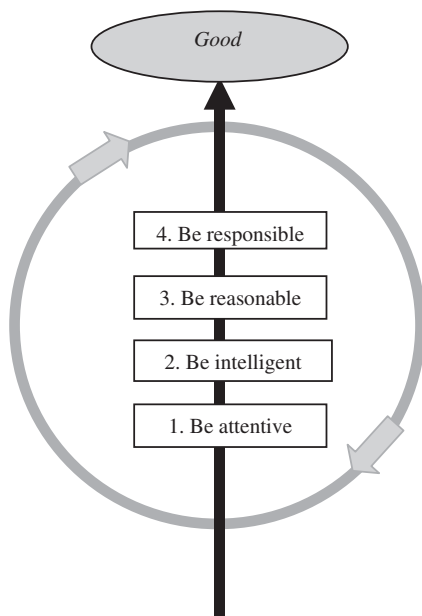 Good
4. Be responsible
3. Be reasonable
2. Be intelligent
1. Be attentive